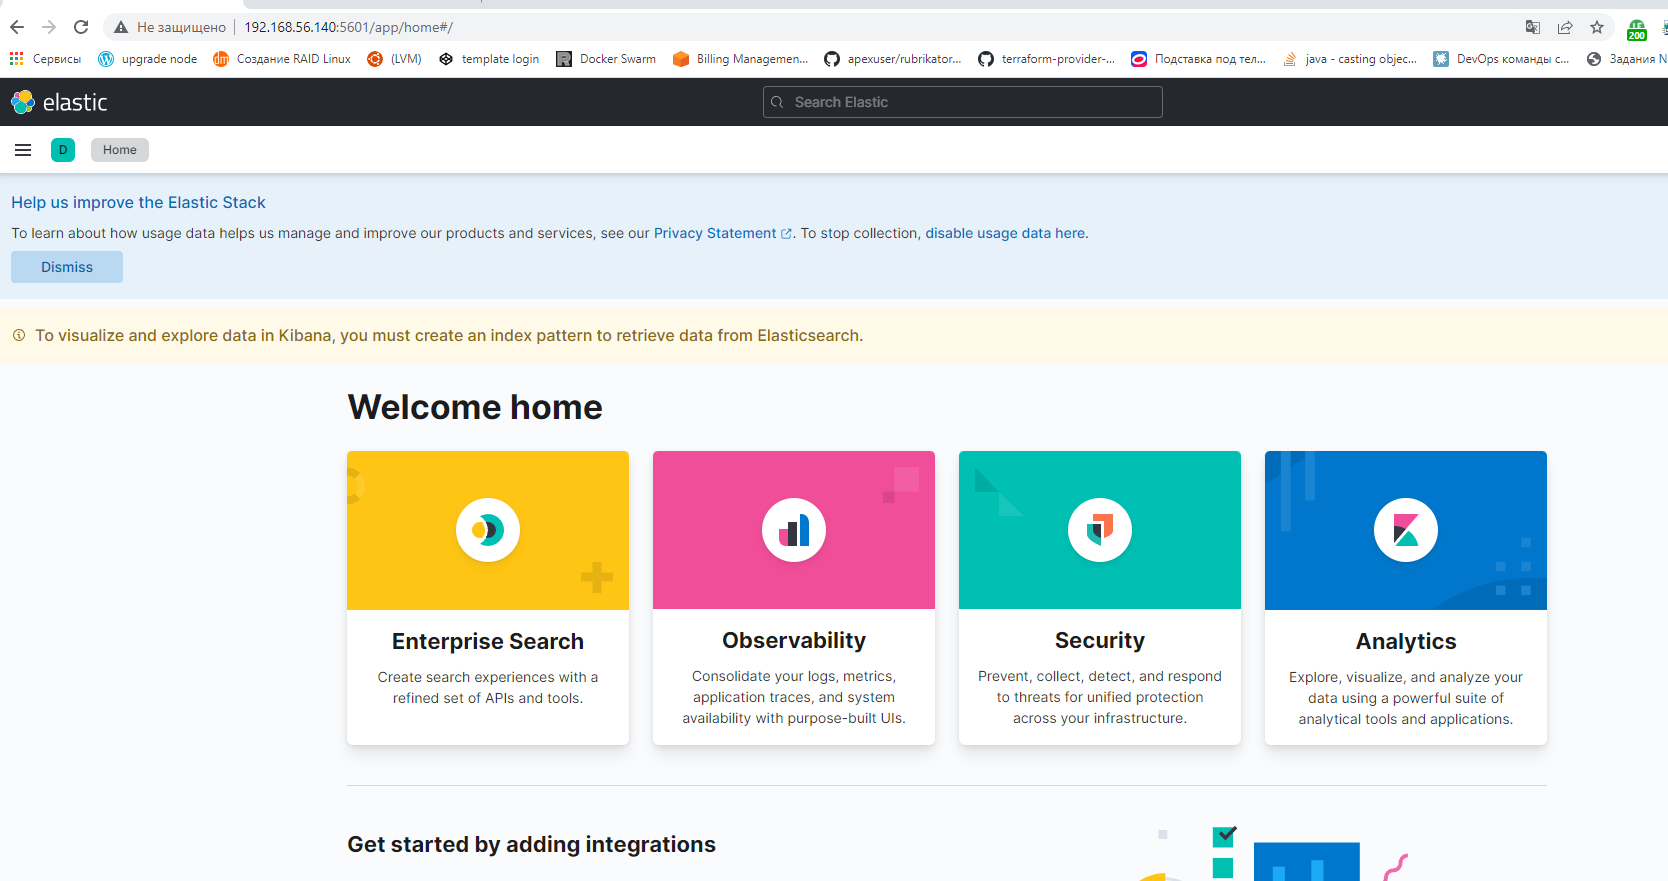 Не защищено 192.168.56.140:5601/app/home#/
200
Сервисы upgrade node Создание RAID Linux (LVM) template login Docker Swarm Billing Managemen... apexuser/rubrikator... terraform-provider-... Подставка под тел... java - casting objec... DevOps команды с... Задания N
elastic Search Elastic
D Home
Help us improve the Elastic Stack
To learn about how usage data helps us manage and improve our products and services, see our Privacy Statement. To stop collection, disable usage data here.
Dismiss
To visualize and explore data in Kibana, you must create an index pattern to retrieve data from Elasticsearch.
Welcome home
Enterprise Search
Create search experiences with a
refined set of APIs and tools.
Observability
Consolidate your logs, metrics,
application traces, and system
availability with purpose-built UIs.
Security
Prevent, collect, detect, and respond
to threats for unified protection
across your infrastructure.
Analytics
Explore, visualize, and analyze your
data using a powerful suite of
analytical tools and applications.
Get started by adding integrations